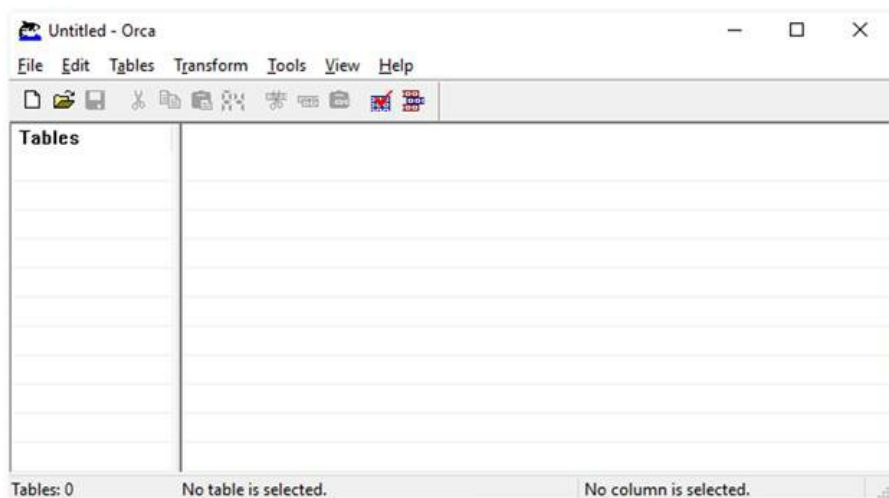 Untitled - Orca
File Edit Tables Transform Tools View Help
Tables
Tables: 0 No table is selected. No column is selected.